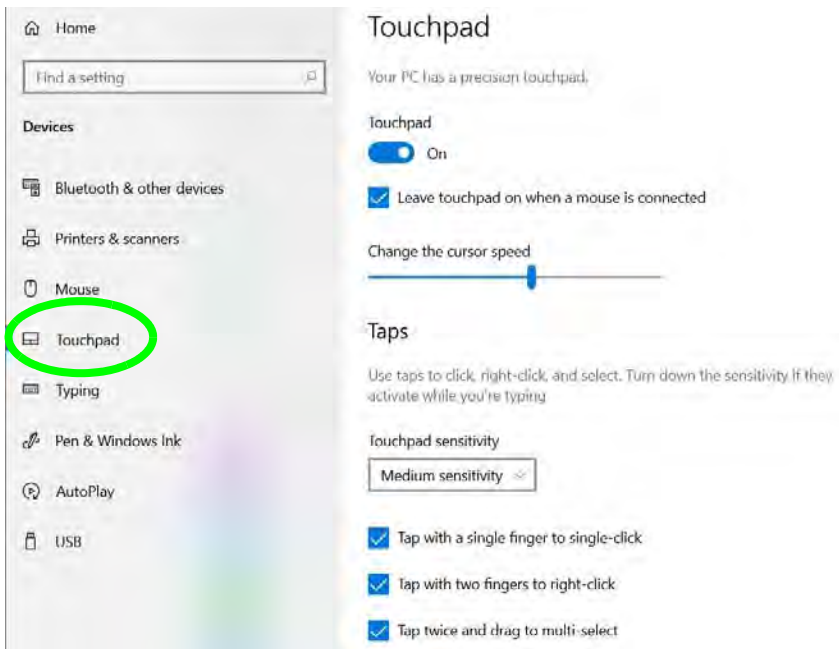 Home
Find a setting
Devices
Bluetooth & other devices
Printers & scanners
Mouse
Touchpad
Typing
Pen & Windows Ink
AutoPlay
USB
Touchpad
Your PC has a precision touchpad.
Touchpad
On
Leave touchpad on when a mouse is connected
Change the cursor speed
Taps
Use taps to click, right-click, and select. Turn down the sensitivity if they
activate while you're typing
Touchpad sensitivity
Medium sensitivity
Tap with a single finger to single-click
Tap with two fingers to right-click
Tap twice and drag to multi-select